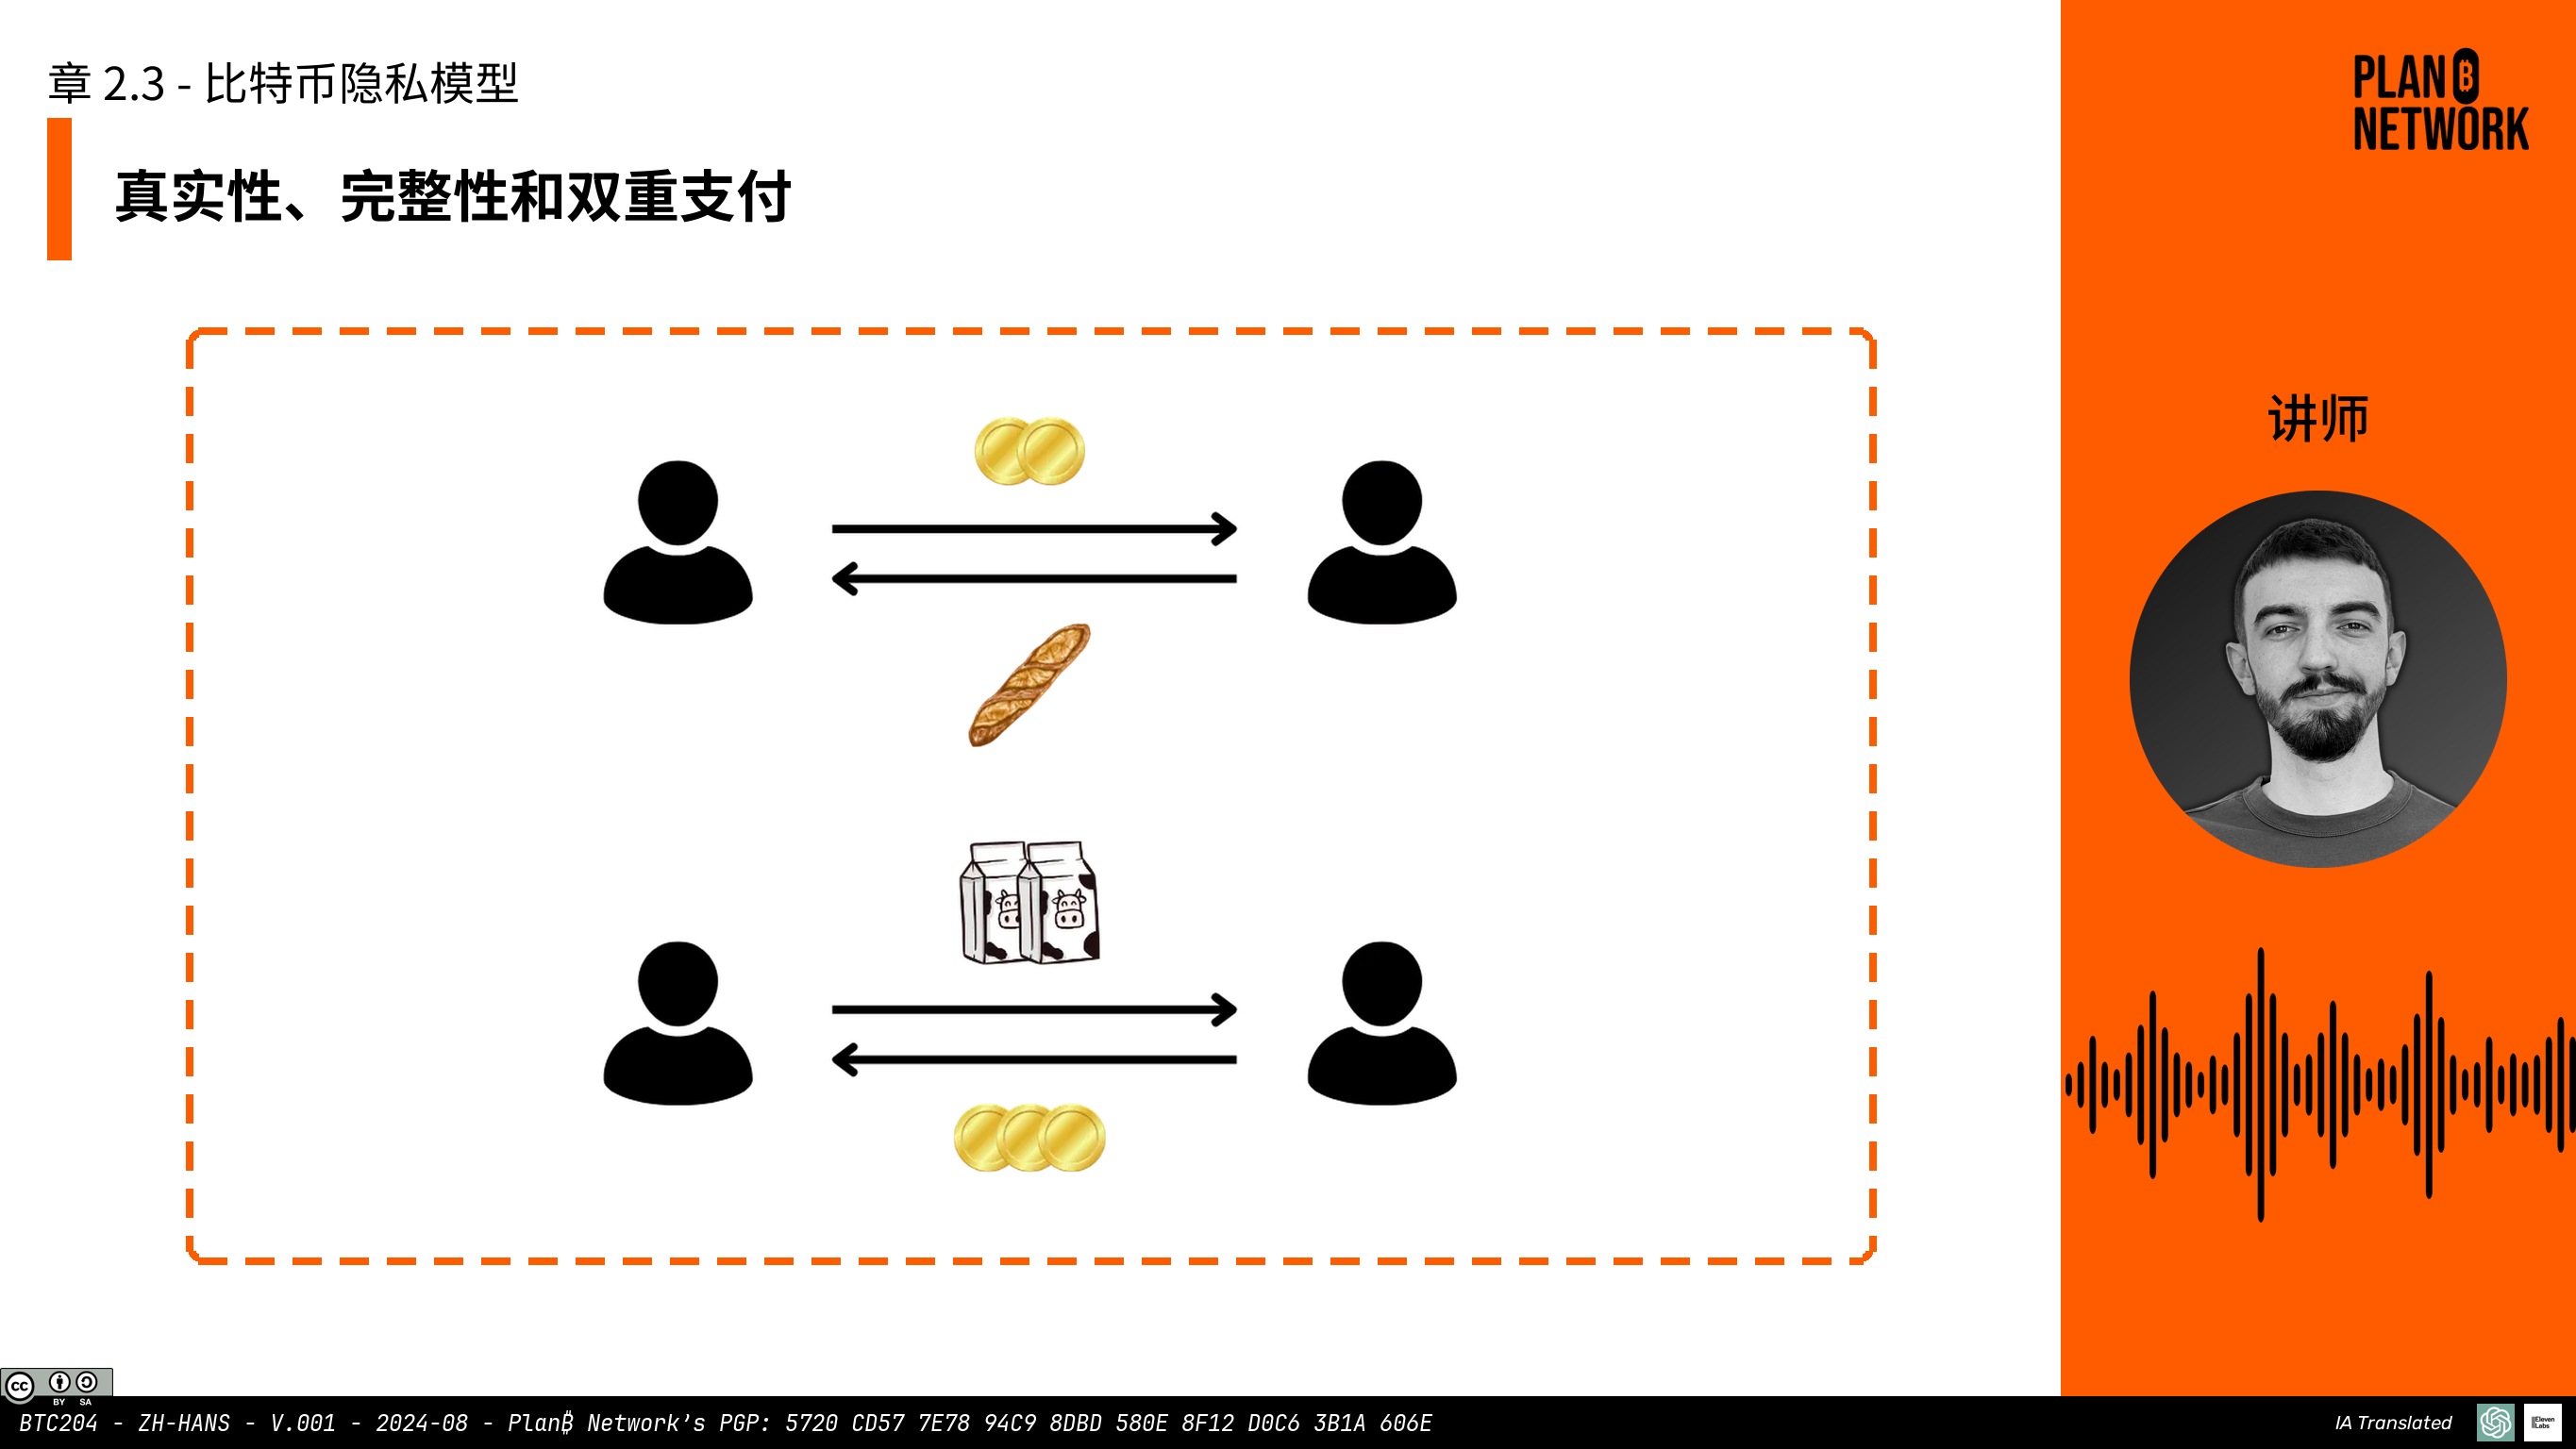 章 2.3 - 比特币隐私模型
真实性、完整性和双重支付
PLAN ₿
NETWORK
讲师
CC BY SA
BTC204 - ZH-HANS - V.001 - 2024-08 - Plan₿ Network's PGP: 5720 CD57 7E78 94C9 8DBD 580E 8F12 D0C6 3B1A 606E
IA Translated
IIElevenLabs